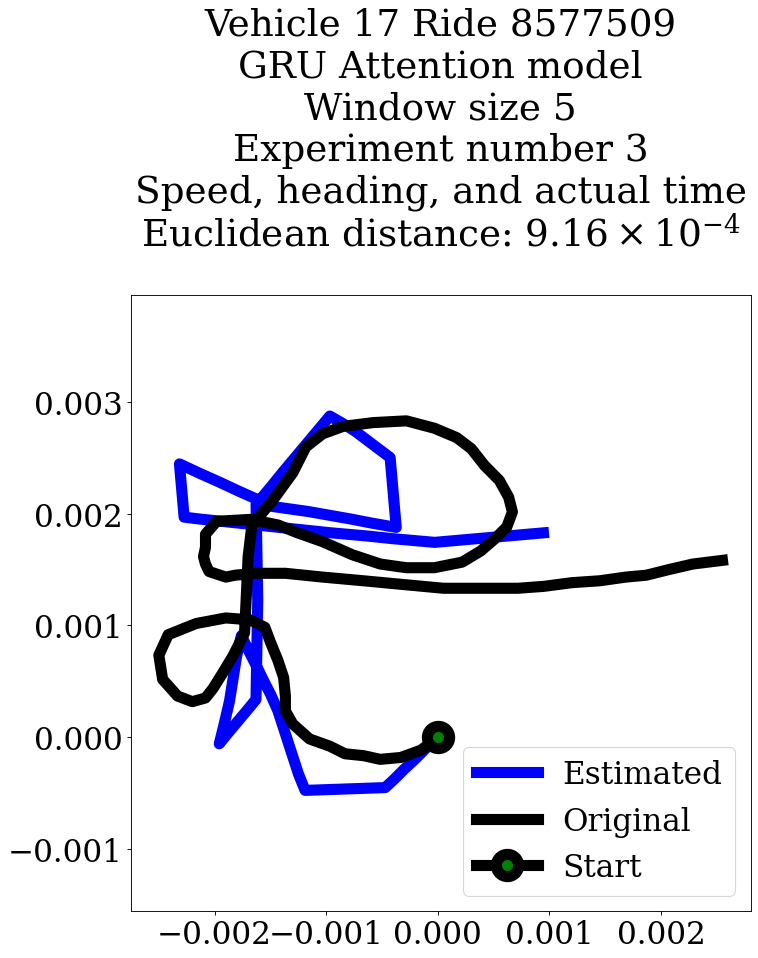 Vehicle 17 Ride 8577509
GRU Attention model
Window size 5
Experiment number 3
Speed, heading, and actual time
Euclidean distance: 9.16 × 10⁻⁴
0.003
0.002
0.001
0.000
−0.001
−0.002 −0.001 0.000 0.001 0.002
Estimated
Original
Start